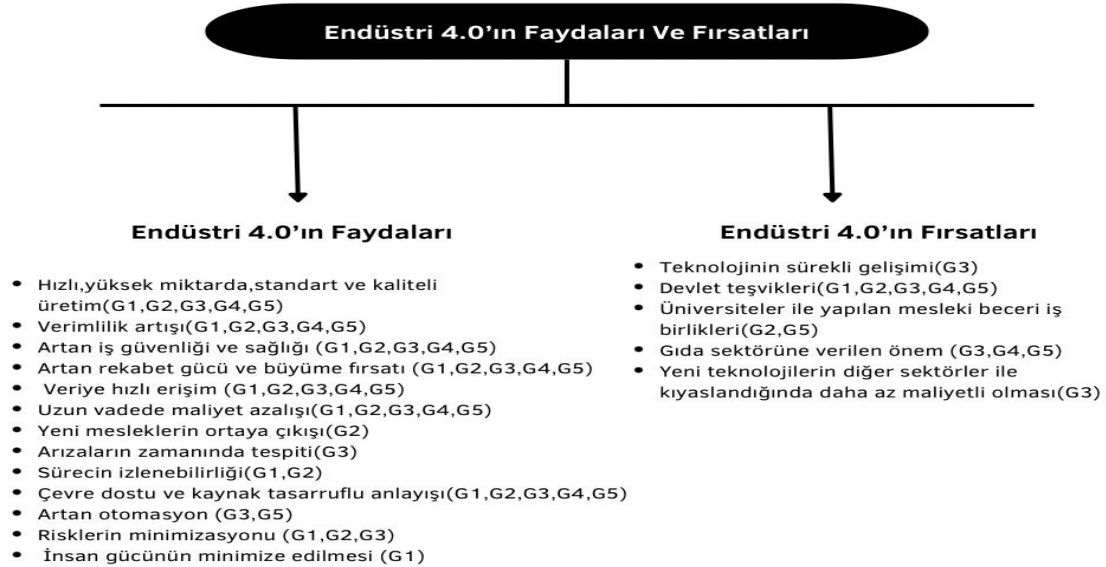 Endüstri 4.0’ın Faydaları Ve Fırsatları
Endüstri 4.0’ın Faydaları
• Hızlı,yüksek miktarda,standart ve kaliteli
üretim(G1,G2,G3,G4,G5)
• Verimlilik artışı(G1,G2,G3,G4,G5)
• Artan iş güvenliği ve sağlığı (G1,G2,G3,G4,G5)
• Artan rekabet gücü ve büyüme fırsatı (G1,G2,G3,G4,G5)
• Veriye hızlı erişim (G1,G2,G3,G4,G5)
• Uzun vadede maliyet azalışı(G1,G2,G3,G4,G5)
• Yeni mesleklerin ortaya çıkışı(G2)
• Arızaların zamanında tespiti(G3)
• Sürecin izlenebilirliği(G1,G2)
• Çevre dostu ve kaynak tasarruflu anlayışı(G1,G2,G3,G4,G5)
• Artan otomasyon (G3,G5)
• Risklerin minimizasyonu (G1,G2,G3)
• İnsan gücünün minimize edilmesi (G1)
Endüstri 4.0’ın Fırsatları
• Teknolojinin sürekli gelişimi(G3)
• Devlet teşvikleri(G1,G2,G3,G4,G5)
• Üniversiteler ile yapılan mesleki beceri iş
birlikleri(G2,G5)
• Gıda sektörüne verilen önem (G3,G4,G5)
• Yeni teknolojilerin diğer sektörler ile
kıyaslandığında daha az maliyetli olması(G3)